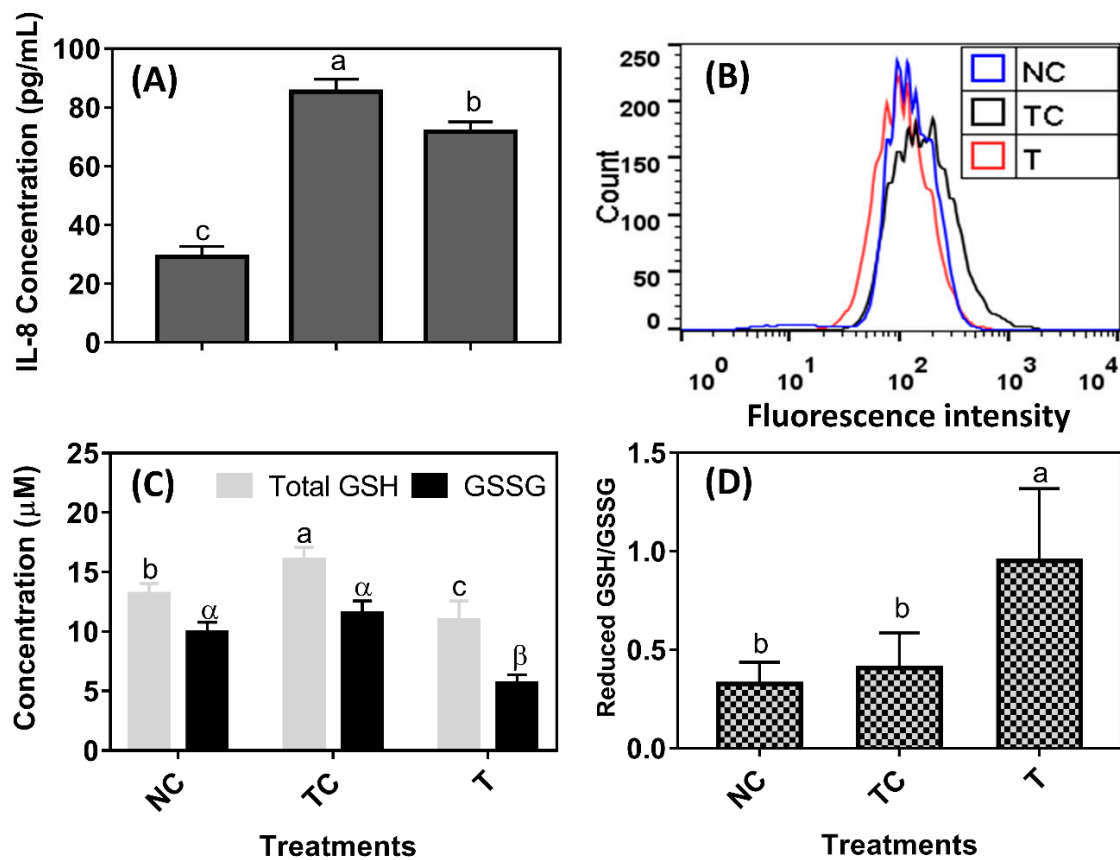 IL-8 Concentration (pg/mL)
100
80
60
40
20
0
(A)
c
a
b
(B)
Count
250
200
150
100
50
0
NC
TC
T
10^0 10^1 10^2 10^3 10^4
Fluorescence intensity
Concentration (μM)
25
20
15
10
5
0
(C)
Total GSH GSSG
b
α
a
α
c
β
NC TC T
Treatments
Reduced GSH/GSSG
1.5
1.0
0.5
0.0
(D)
b
b
a
NC TC T
Treatments